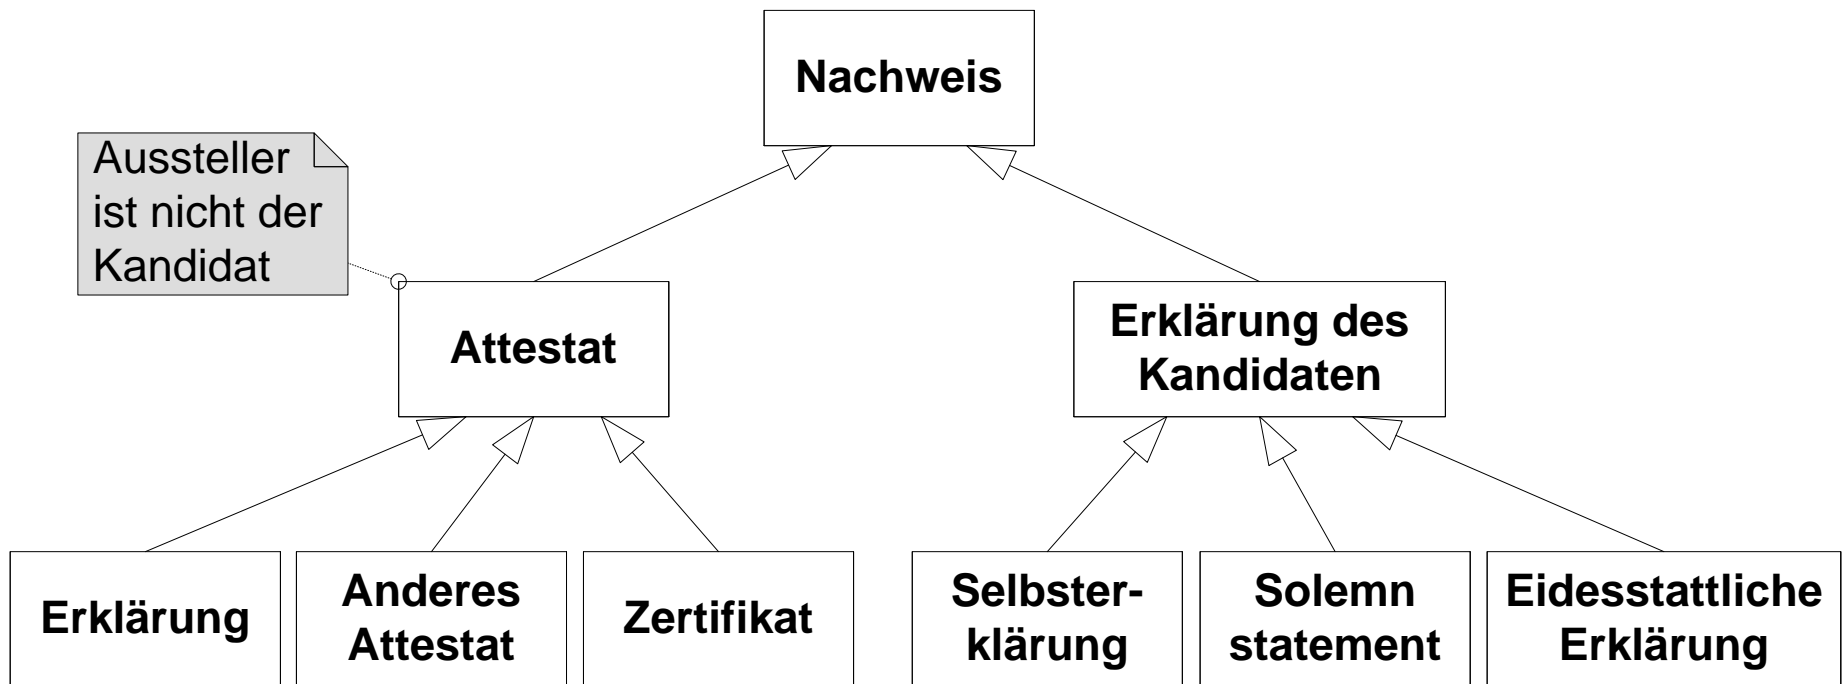 Nachweis
Aussteller
ist nicht der
Kandidat
Attestat
Erklärung des
Kandidaten
Erklärung
Anderes
Attestat
Zertifikat
Selbster-
klärung
Solemn
statement
Eidesstattliche
Erklärung